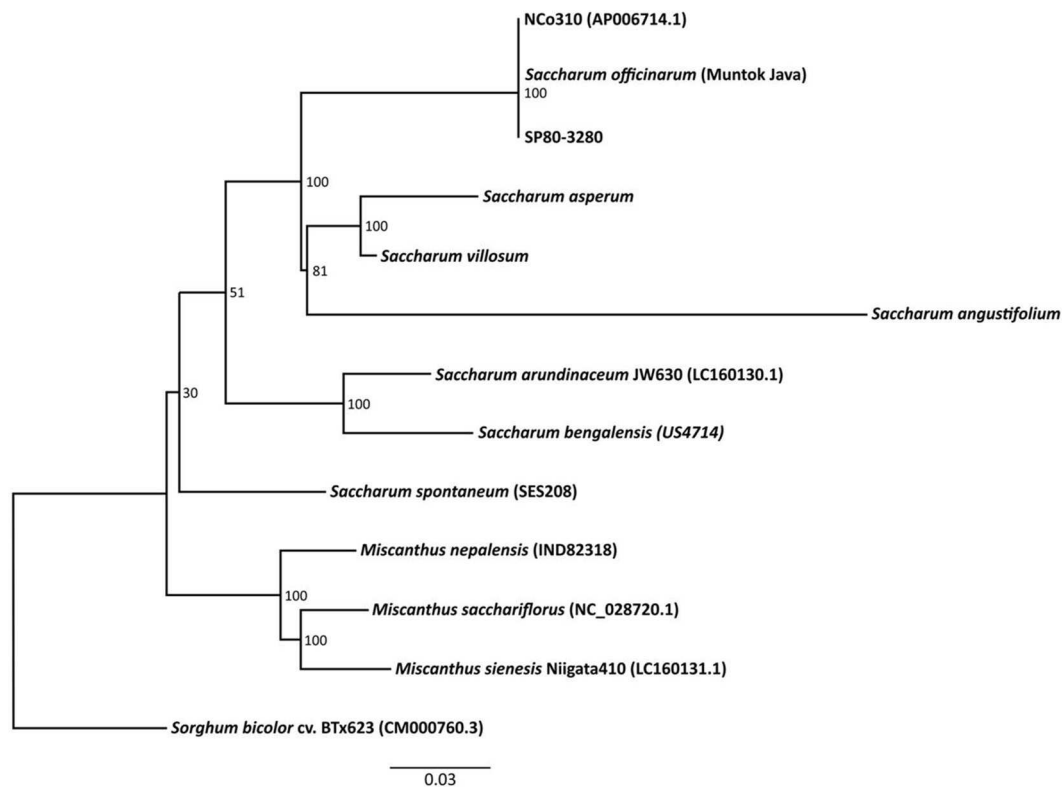 NCo310 (AP006714.1)
Saccharum officinarum (Muntok Java)
100
SP80-3280
100
Saccharum asperum
100
Saccharum villosum
81
51
Saccharum angustifolium
Saccharum arundinaceum JW630 (LC160130.1)
30
100
Saccharum bengalensis (US4714)
Saccharum spontaneum (SES208)
Miscanthus nepalensis (IND82318)
100
Miscanthus sacchariflorus (NC_028720.1)
100
Miscanthus sienesis Niigata410 (LC160131.1)
Sorghum bicolor cv. BTx623 (CM000760.3)
0.03